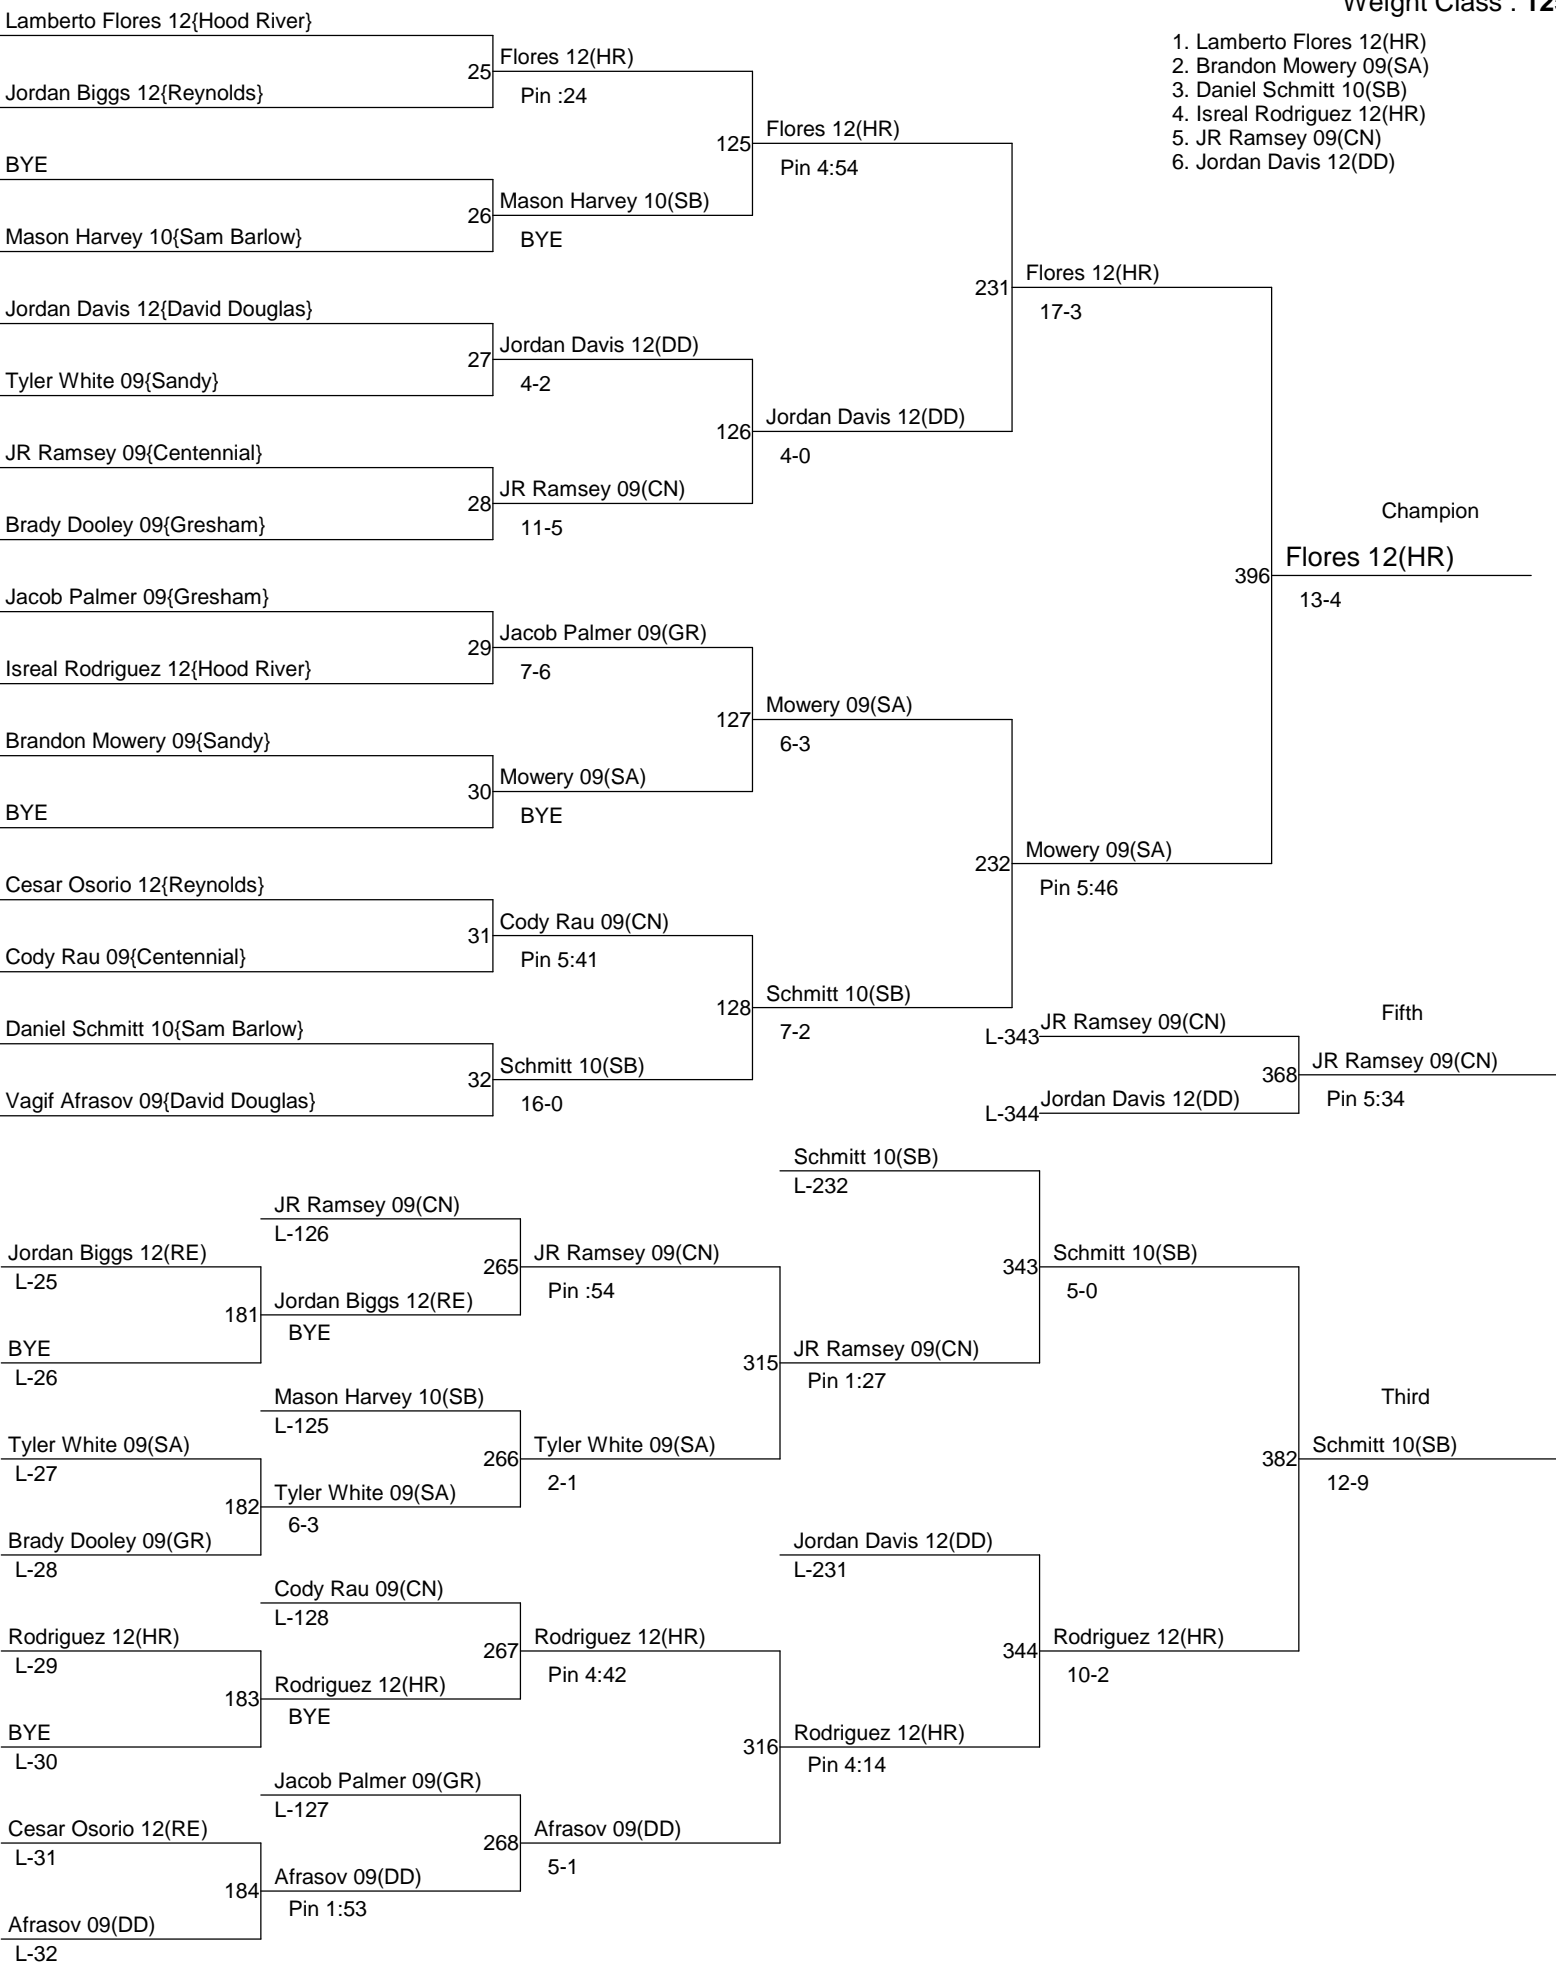 Weight Class :
1. Lamberto Flores 12(HR)
2. Brandon Mowery 09(SA)
3. Daniel Schmitt 10(SB)
4. Isreal Rodriguez 12(HR)
5. JR Ramsey 09(CN)
6. Jordan Davis 12(DD)
Lamberto Flores 12{Hood River}
Jordan Biggs 12{Reynolds}
BYE
Mason Harvey 10{Sam Barlow}
Jordan Davis 12{David Douglas}
Tyler White 09{Sandy}
JR Ramsey 09{Centennial}
Brady Dooley 09{Gresham}
Jacob Palmer 09{Gresham}
Isreal Rodriguez 12{Hood River}
Brandon Mowery 09{Sandy}
BYE
Cesar Osorio 12{Reynolds}
Cody Rau 09{Centennial}
Daniel Schmitt 10{Sam Barlow}
Vagif Afrasov 09{David Douglas}
25 Flores 12(HR)
Pin :24
26 Mason Harvey 10(SB)
BYE
27 Jordan Davis 12(DD)
4-2
28 JR Ramsey 09(CN)
11-5
29 Jacob Palmer 09(GR)
7-6
30 Mowery 09(SA)
BYE
31 Cody Rau 09(CN)
Pin 5:41
32 Schmitt 10(SB)
16-0
125 Flores 12(HR)
Pin 4:54
126 Jordan Davis 12(DD)
4-0
127 Mowery 09(SA)
6-3
128 Schmitt 10(SB)
7-2
231 Flores 12(HR)
17-3
232 Mowery 09(SA)
Pin 5:46
Champion
396 Flores 12(HR)
13-4
Fifth
L-343 JR Ramsey 09(CN)
L-344 Jordan Davis 12(DD)
368 JR Ramsey 09(CN)
Pin 5:34
Jordan Biggs 12(RE)
L-25
BYE
L-26
Tyler White 09(SA)
L-27
Brady Dooley 09(GR)
L-28
Rodriguez 12(HR)
L-29
BYE
L-30
Cesar Osorio 12(RE)
L-31
Afrasov 09(DD)
L-32
JR Ramsey 09(CN)
L-126
181 Jordan Biggs 12(RE)
BYE
Mason Harvey 10(SB)
L-125
182 Tyler White 09(SA)
6-3
Cody Rau 09(CN)
L-128
183 Rodriguez 12(HR)
BYE
Jacob Palmer 09(GR)
L-127
184 Afrasov 09(DD)
Pin 1:53
265 JR Ramsey 09(CN)
Pin :54
266 Tyler White 09(SA)
2-1
267 Rodriguez 12(HR)
Pin 4:42
268 Afrasov 09(DD)
5-1
Schmitt 10(SB)
L-232
315 JR Ramsey 09(CN)
Pin 1:27
Jordan Davis 12(DD)
L-231
316 Rodriguez 12(HR)
Pin 4:14
343 Schmitt 10(SB)
5-0
344 Rodriguez 12(HR)
10-2
Third
382 Schmitt 10(SB)
12-9